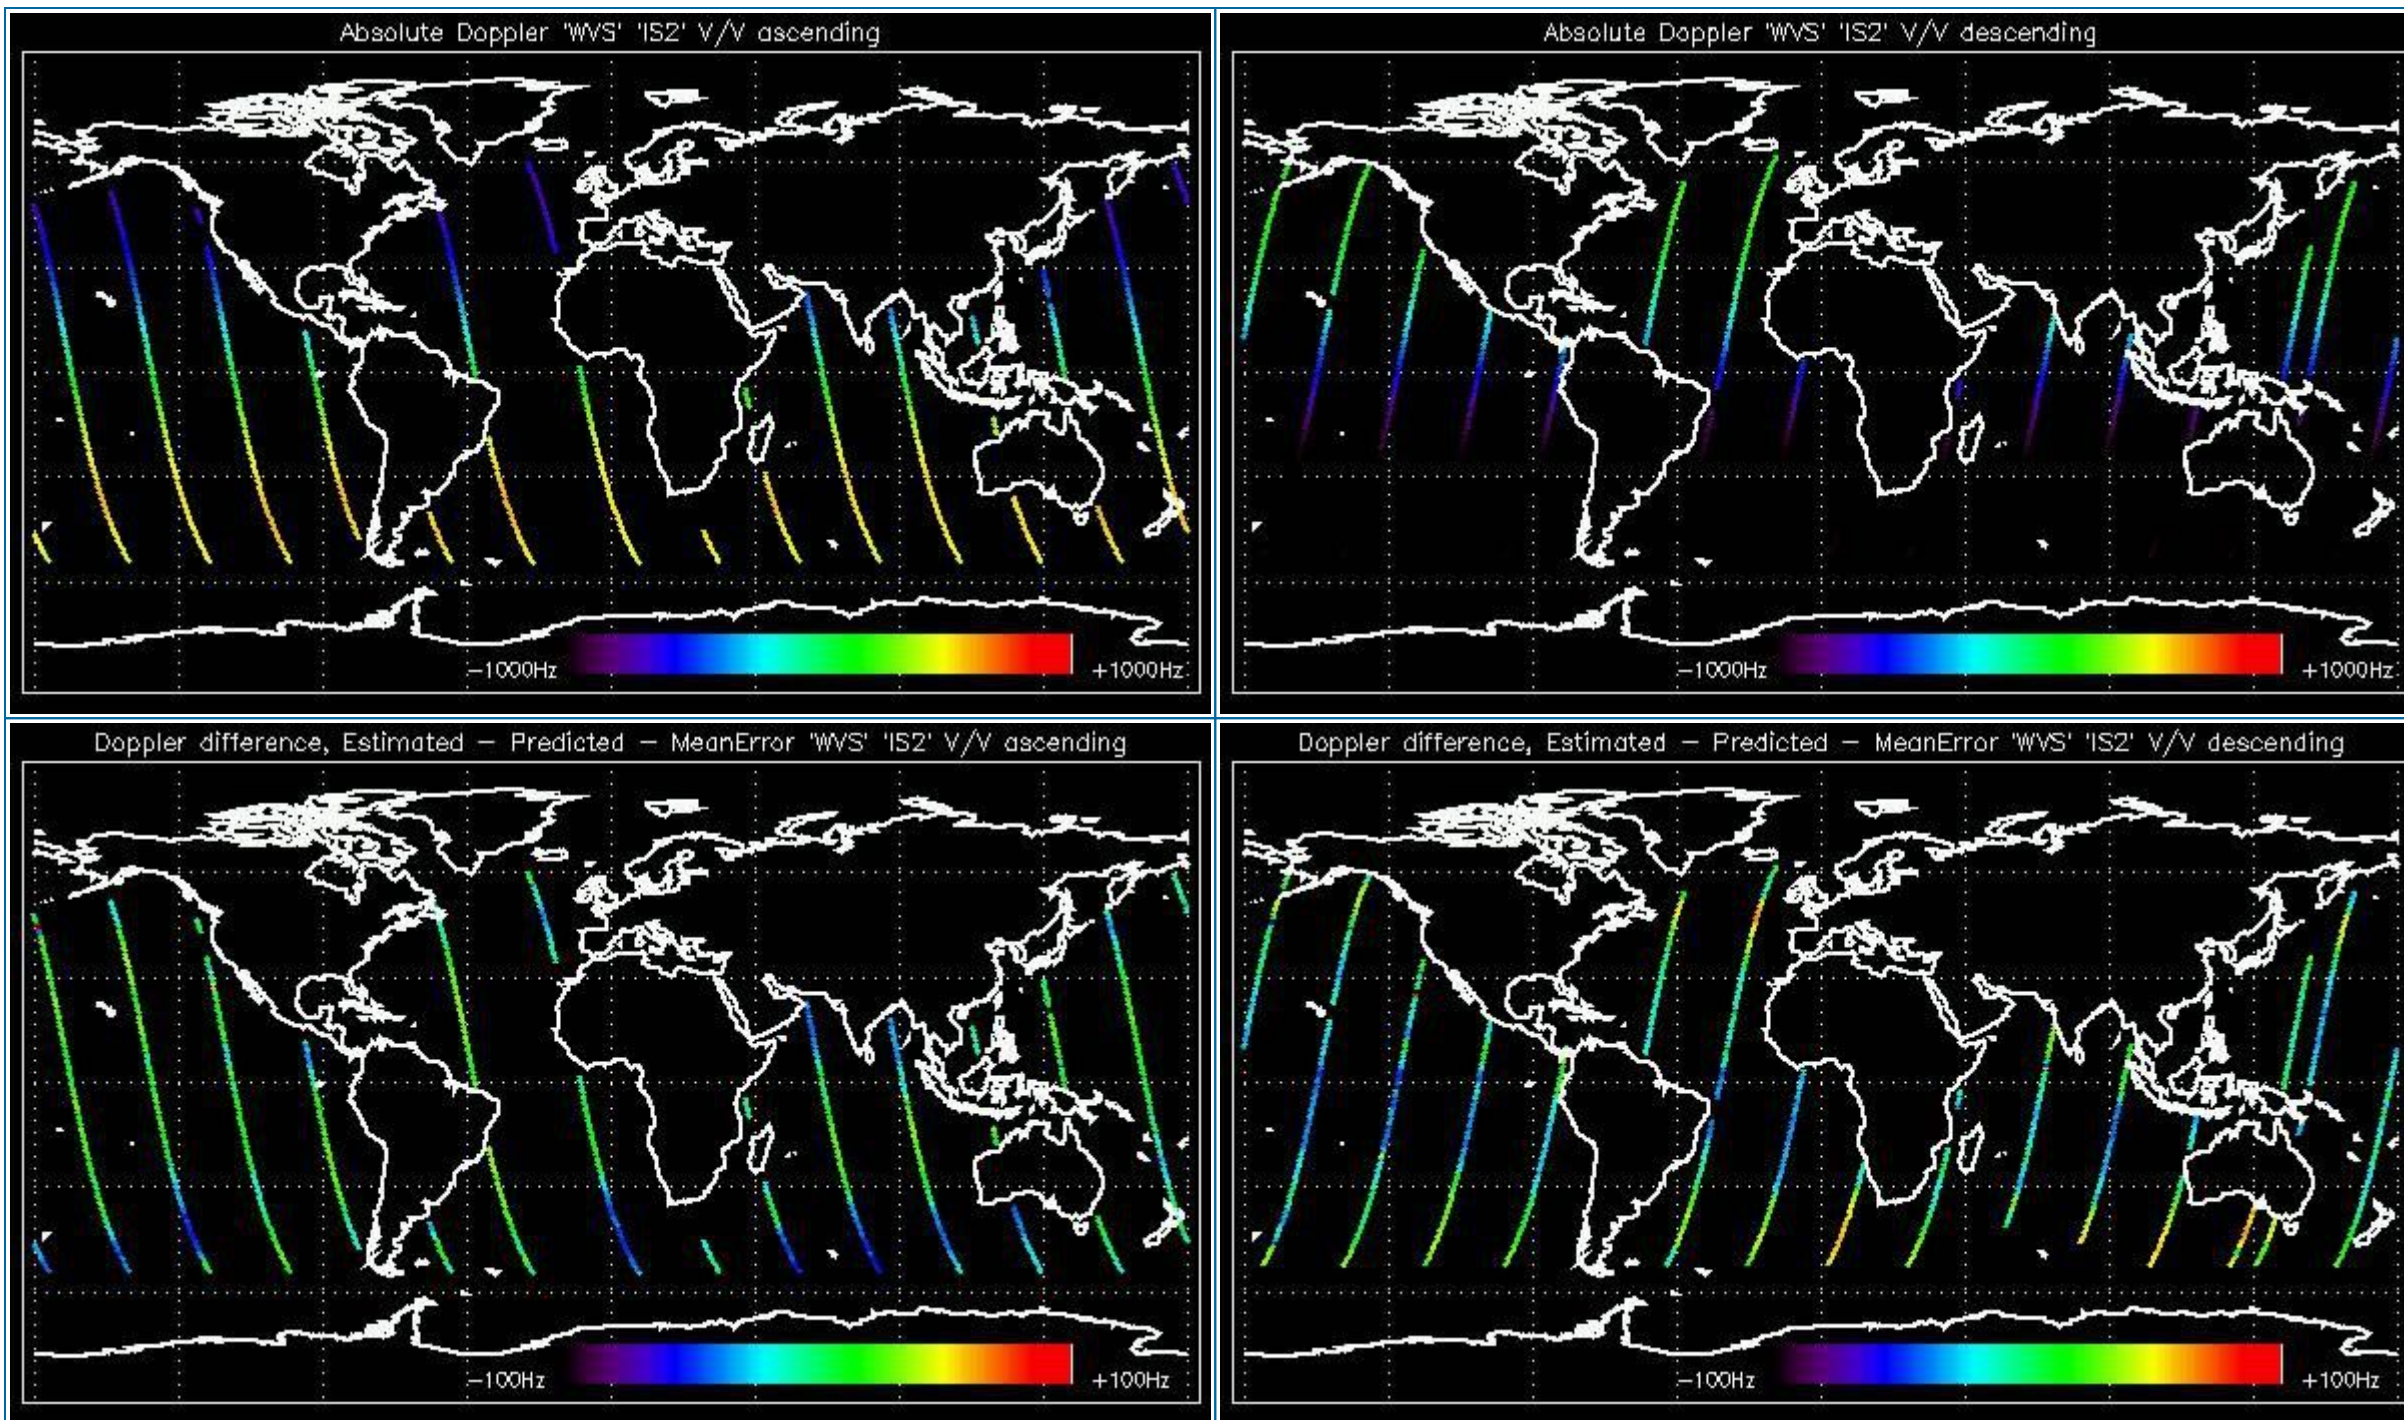 Absolute Doppler 'WVS' 'IS2' V/V ascending
-1000Hz
+1000Hz
Absolute Doppler 'WVS' 'IS2' V/V descending
-1000Hz
+1000Hz
Doppler difference, Estimated - Predicted - MeanError 'WVS' 'IS2' V/V ascending
-100Hz
+100Hz
Doppler difference, Estimated - Predicted - MeanError 'WVS' 'IS2' V/V descending
-100Hz
+100Hz